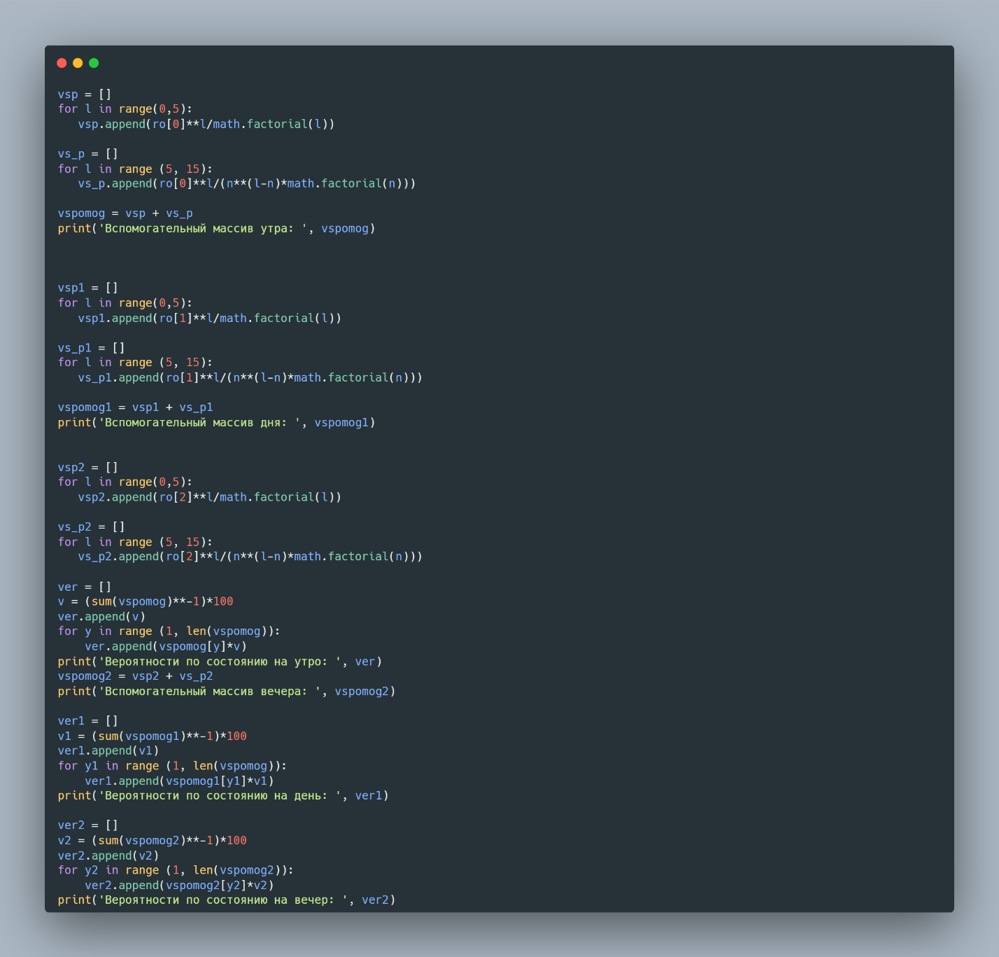 vsp = []
for l in range(0,5):
   vsp.append(ro[0]**l/math.factorial(l))
vs_p = []
for l in range (5, 15):
   vs_p.append(ro[0]**l/(n**(l-n)*math.factorial(n)))
vspomog = vsp + vs_p
print('Вспомогательный массив утра: ', vspomog)
vsp1 = []
for l in range(0,5):
   vsp1.append(ro[1]**l/math.factorial(l))
vs_p1 = []
for l in range (5, 15):
   vs_p1.append(ro[1]**l/(n**(l-n)*math.factorial(n)))
vspomog1 = vsp1 + vs_p1
print('Вспомогательный массив дня: ', vspomog1)
vsp2 = []
for l in range(0,5):
   vsp2.append(ro[2]**l/math.factorial(l))
vs_p2 = []
for l in range (5, 15):
   vs_p2.append(ro[2]**l/(n**(l-n)*math.factorial(n)))
ver = []
v = (sum(vspomog)**-1)*100
ver.append(v)
for y in range (1, len(vspomog)):
    ver.append(vspomog[y]*v)
print('Вероятности по состоянию на утро: ', ver)
vspomog2 = vsp2 + vs_p2
print('Вспомогательный массив вечера: ', vspomog2)
ver1 = []
v1 = (sum(vspomog1)**-1)*100
ver1.append(v1)
for y1 in range (1, len(vspomog)):
    ver1.append(vspomog1[y1]*v1)
print('Вероятности по состоянию на день: ', ver1)
ver2 = []
v2 = (sum(vspomog2)**-1)*100
ver2.append(v2)
for y2 in range (1, len(vspomog2)):
    ver2.append(vspomog2[y2]*v2)
print('Вероятности по состоянию на вечер: ', ver2)